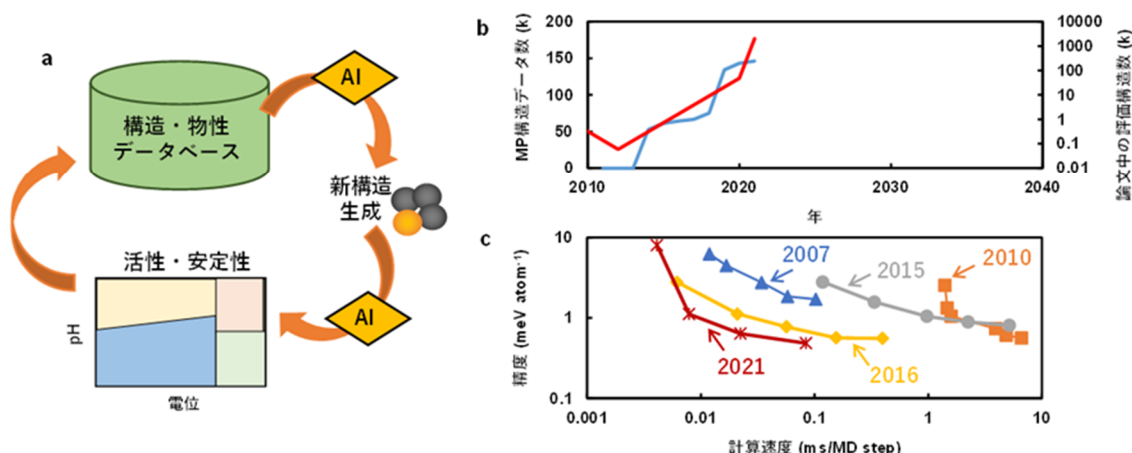 a
AI
構造・物性
データベース
新構造
生成
活性・安定性
pH
電位
AI
b
MP構造データ数 (k)
200
150
100
50
0
2010
2020
2030
2040
年
10000
1000
100
10
1
0.1
0.01
論文中の評価構造数 (k)
c
精度 (meV atom⁻¹)
10
1
0.1
0.001
0.01
0.1
1
10
計算速度 (ms/MD step)
2007
2015
2010
2021
2016